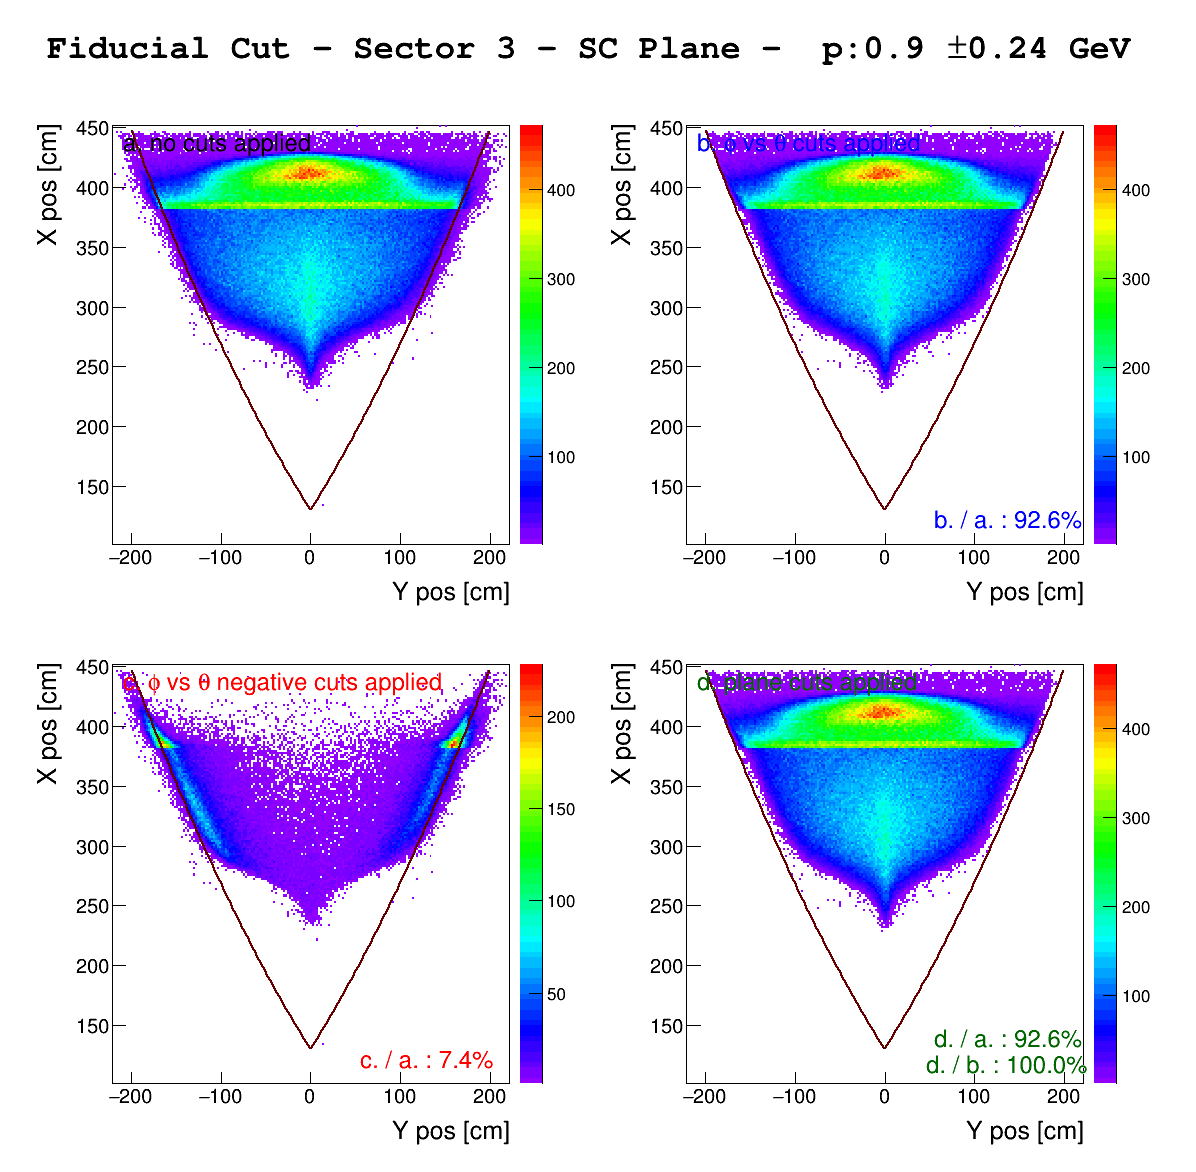 Fiducial Cut – Sector 3 – SC Plane –  p:0.9 ±0.24 GeV
X pos [cm]
a. no cuts applied
450
400
350
300
250
200
150
−200 −100 0 100 200
Y pos [cm]
400
300
200
100
X pos [cm]
b. ϕ vs θ cuts applied
450
400
350
300
250
200
150
b. / a. : 92.6%
−200 −100 0 100 200
Y pos [cm]
400
300
200
100
X pos [cm]
c. ϕ vs θ negative cuts applied
450
400
350
300
250
200
150
c. / a. : 7.4%
−200 −100 0 100 200
Y pos [cm]
200
150
100
50
X pos [cm]
d. plane cuts applied
450
400
350
300
250
200
150
d. / a. : 92.6%
d. / b. : 100.0%
−200 −100 0 100 200
Y pos [cm]
400
300
200
100